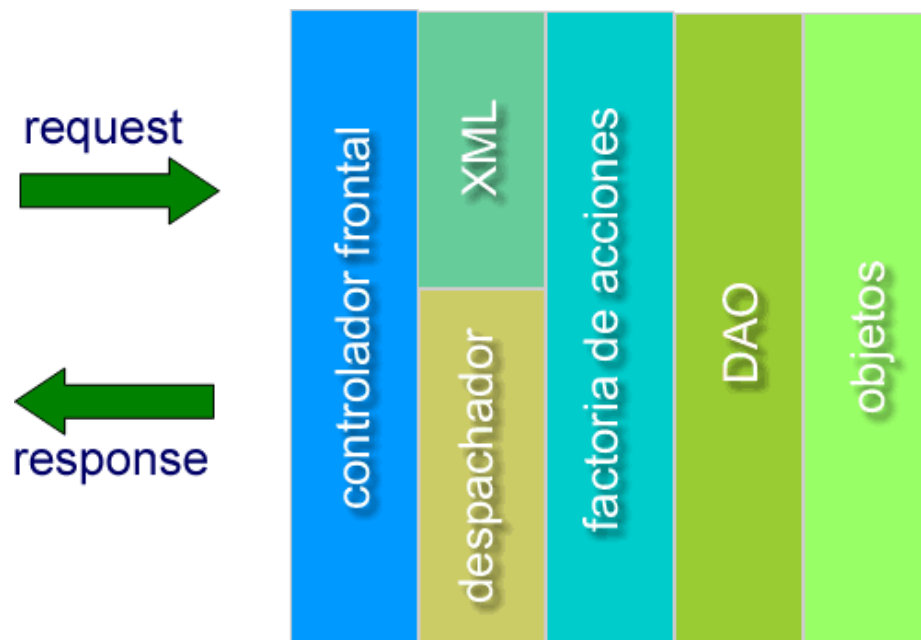 request
response
controlador frontal
XML
despachador
factoria de acciones
DAO
objetos